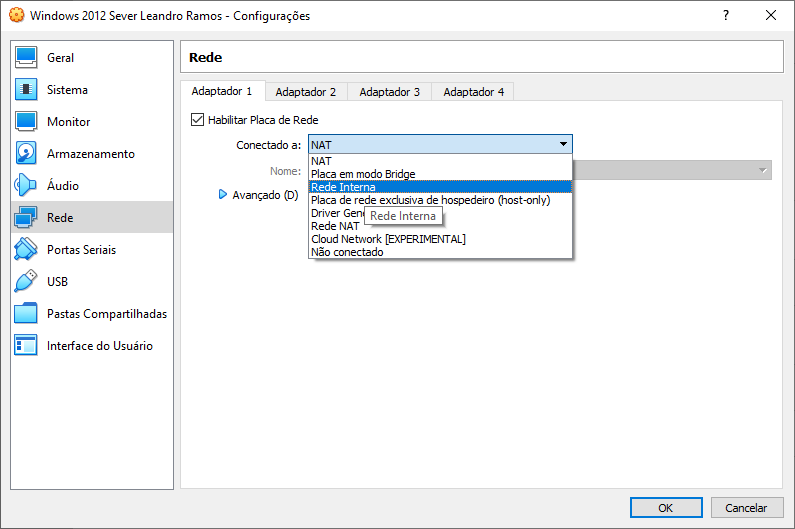 Windows 2012 Sever Leandro Ramos - Configurações
?
Geral
Sistema
Monitor
Armazenamento
Áudio
Rede
Portas Seriais
USB
Pastas Compartilhadas
Interface do Usuário
Rede
Adaptador 1 Adaptador 2 Adaptador 3 Adaptador 4
Habilitar Placa de Rede
Conectado a: NAT
Nome:
Avançado (D)
NAT
Placa em modo Bridge
Rede Interna
Placa de rede exclusiva de hospedeiro (host-only)
Driver Gené
Rede Interna
Rede NAT
Cloud Network [EXPERIMENTAL]
Não conectado
OK Cancelar